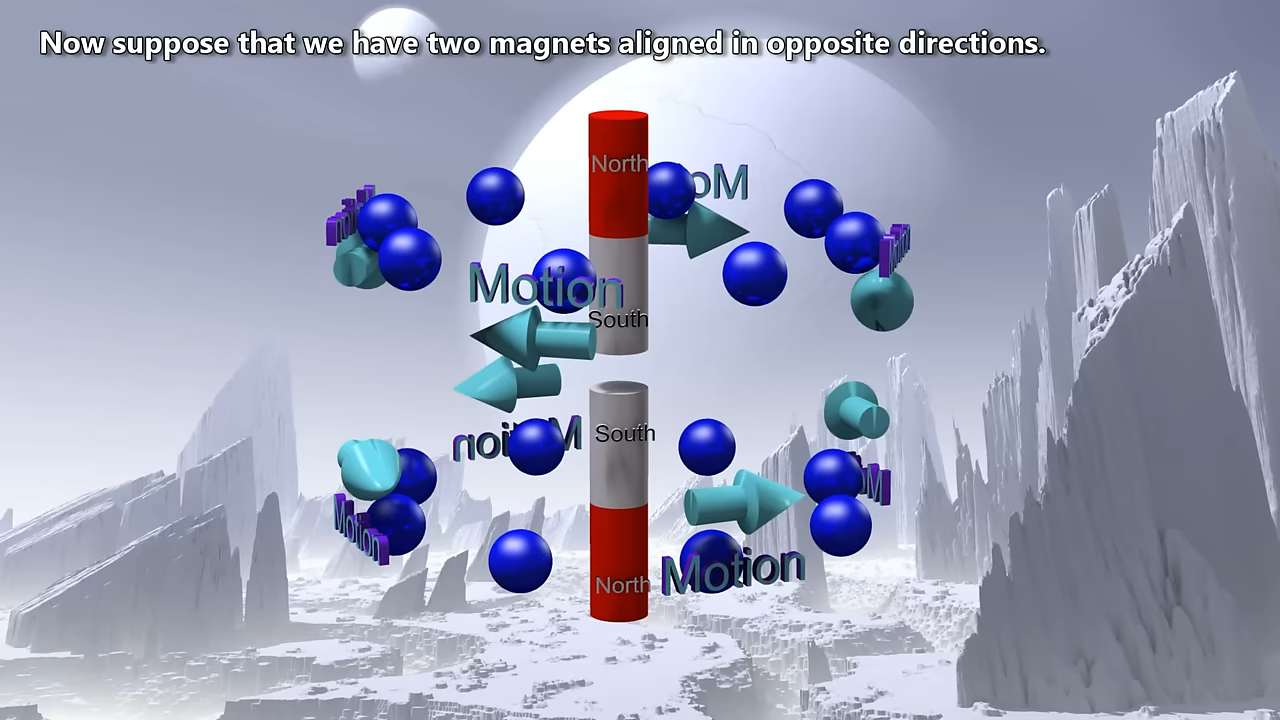 Now suppose that we have two magnets aligned in opposite directions.
North
Motion
South
South
Motion
North
Motion